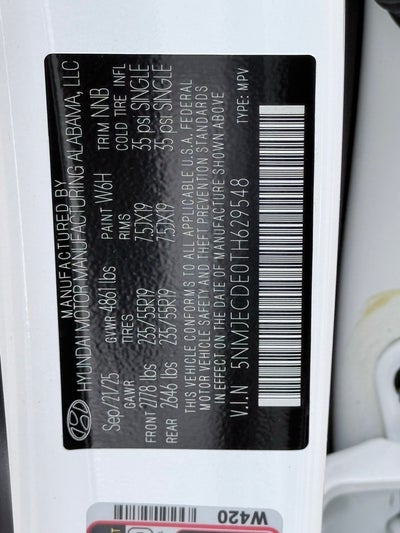 MANUFACTURED BY
HYUNDAI MOTOR MANUFACTURING ALABAMA, LLC
Sep/21/25 GVWR 4861 lbs PAINT W6H TRIM NNB
GAWR TIRES RIMS COLD TIRE INFL
FRONT 2778 lbs 235/55R19 7.5JX19 35 psi SINGLE
REAR 2646 lbs 235/55R19 7.5JX19 35 psi SINGLE
THIS VEHICLE CONFORMS TO ALL APPLICABLE U.S.A. FEDERAL
MOTOR VEHICLE SAFETY AND THEFT PREVENTION STANDARDS
IN EFFECT ON THE DATE OF MANUFACTURE SHOWN ABOVE
V.I.N 5NMJECDE0TH629548 TYPE: MPV
W420